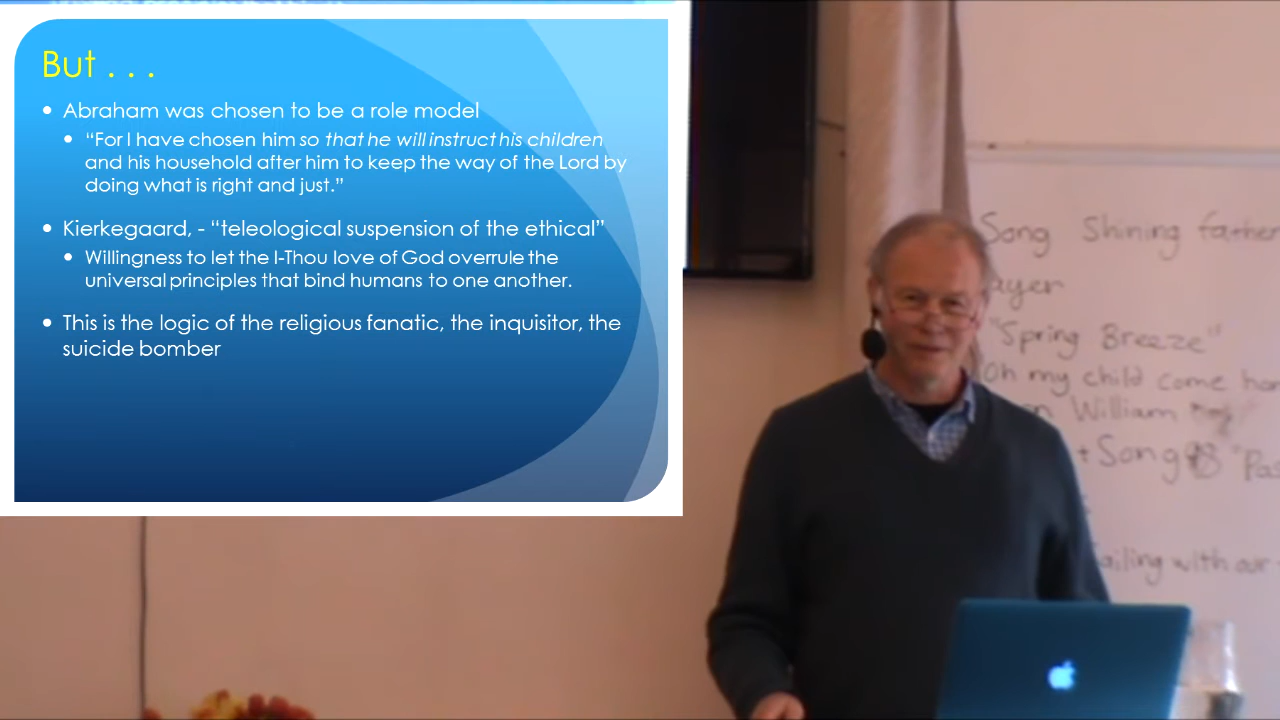 But . . .
• Abraham was chosen to be a role model
• “For I have chosen him so that he will instruct his children
and his household after him to keep the way of the Lord by
doing what is right and just.”
• Kierkegaard, - “teleological suspension of the ethical”
• Willingness to let the I-Thou love of God overrule the
universal principles that bind humans to one another.
• This is the logic of the religious fanatic, the inquisitor, the
suicide bomber
Song Shining father
ayer
"Spring Breeze"
Oh my child come
William
+ Song "Pa
ailing with our